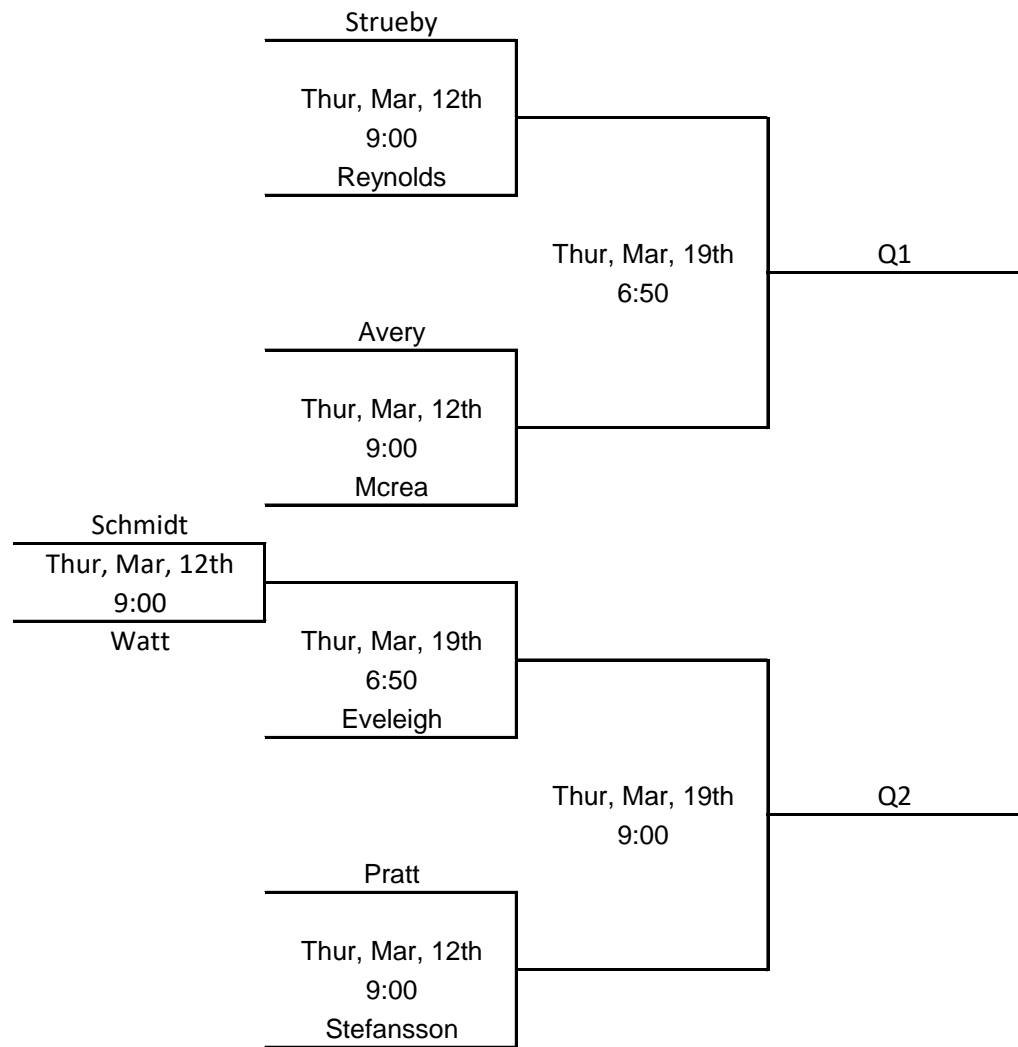 Strueby
Thur, Mar, 12th
9:00
Reynolds
Thur, Mar, 19th
6:50
Q1
Avery
Thur, Mar, 12th
9:00
Mcrea
Schmidt
Thur, Mar, 12th
9:00
Watt
Thur, Mar, 19th
6:50
Eveleigh
Thur, Mar, 19th
9:00
Q2
Pratt
Thur, Mar, 12th
9:00
Stefansson